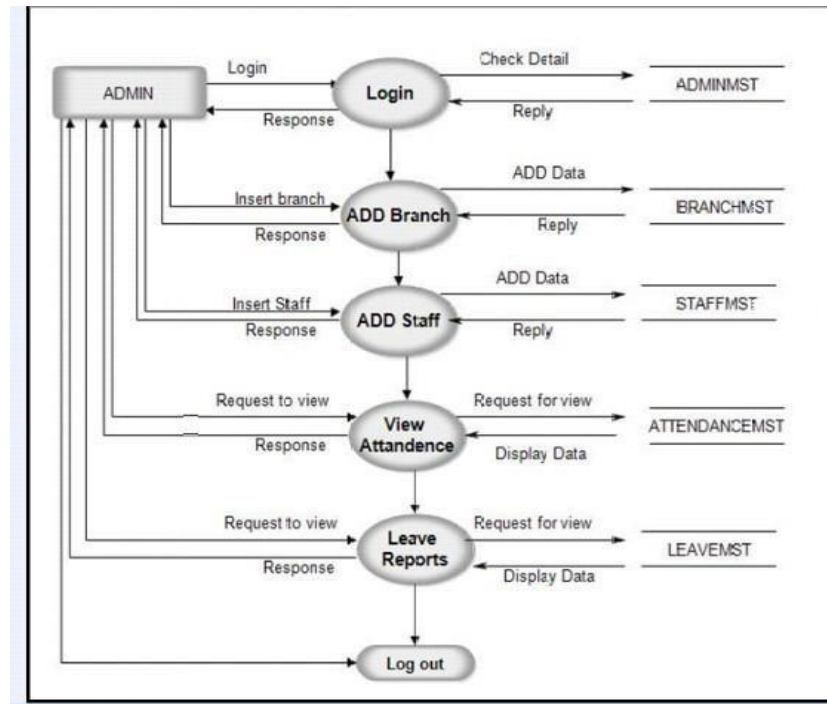 Login
Check Detail
ADMIN
Login
ADMINMST
Response
Reply
ADD Data
Insert branch
ADD Branch
BRANCHMST
Response
Reply
ADD Data
Insert Staff
ADD Staff
STAFFMST
Response
Reply
Request to view
Request for view
View
Attandence
ATTENDANCEMST
Response
Display Data
Request to view
Request for view
Leave
Reports
LEAVEMST
Response
Display Data
Log out